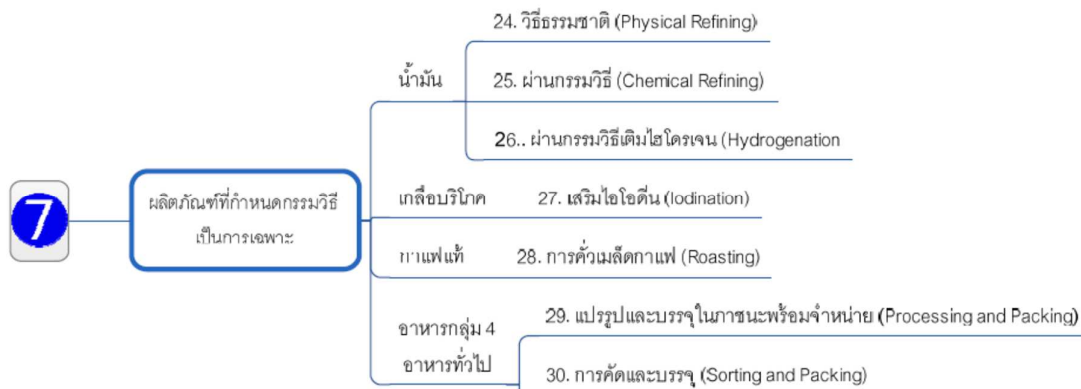 24. วิธีธรรมชาติ (Physical Refining)
น้ำมัน
25. ผ่านกรรมวิธี (Chemical Refining)
26.. ผ่านกรรมวิธีเติมไฮโดรเจน (Hydrogenation
7
ผลิตภัณฑ์ที่กำหนดกรรมวิธี
เป็นการเฉพาะ
เกลือบริโภค
27. เสริมไอโอดีน (Iodination)
กาแฟแท้
28. การคั่วเมล็ดกาแฟ (Roasting)
อาหารกลุ่ม 4
อาหารทั่วไป
29. แปรรูปและบรรจุในภาชนะพร้อมจำหน่าย (Processing and Packing)
30. การคัดและบรรจุ (Sorting and Packing)